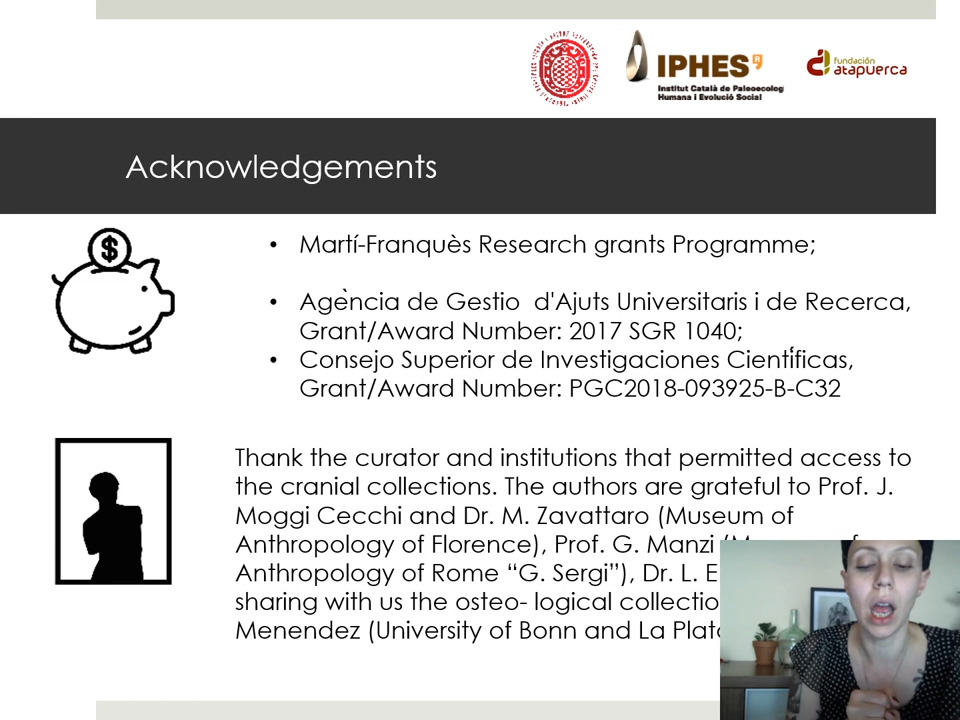 IPHES
Institut Català de Paleoecolog
Humana i Evolució Social
fundación
atapuerca
Acknowledgements
$
• Martí-Franquès Research grants Programme;
• Agència de Gestio d'Ajuts Universitaris i de Recerca,
Grant/Award Number: 2017 SGR 1040;
• Consejo Superior de Investigaciones Científicas,
Grant/Award Number: PGC2018-093925-B-C32
Thank the curator and institutions that permitted access to
the cranial collections. The authors are grateful to Prof. J.
Moggi Cecchi and Dr. M. Zavattaro (Museum of
Anthropology of Florence), Prof. G. Manzi
Anthropology of Rome “G. Sergi”), Dr. L.
sharing with us the osteo- logical
Menendez (University of Bonn and La